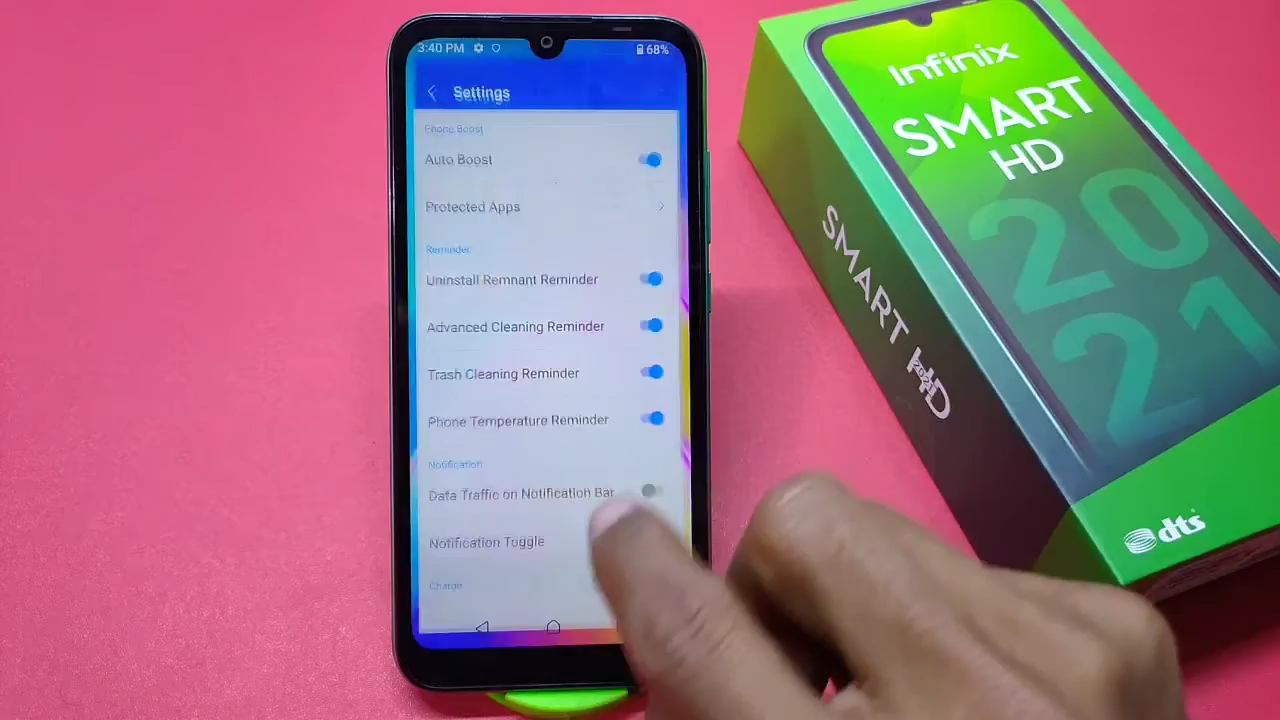 3:40 PM
68%
Settings
Phone Boost
Auto Boost
Protected Apps
Reminder
Uninstall Remnant Reminder
Advanced Cleaning Reminder
Trash Cleaning Reminder
Phone Temperature Reminder
Notification
Data Traffic on Notification Bar
Notification Toggle
Charge
Infinix
SMART
HD
2021
SMART HD
2021
dts